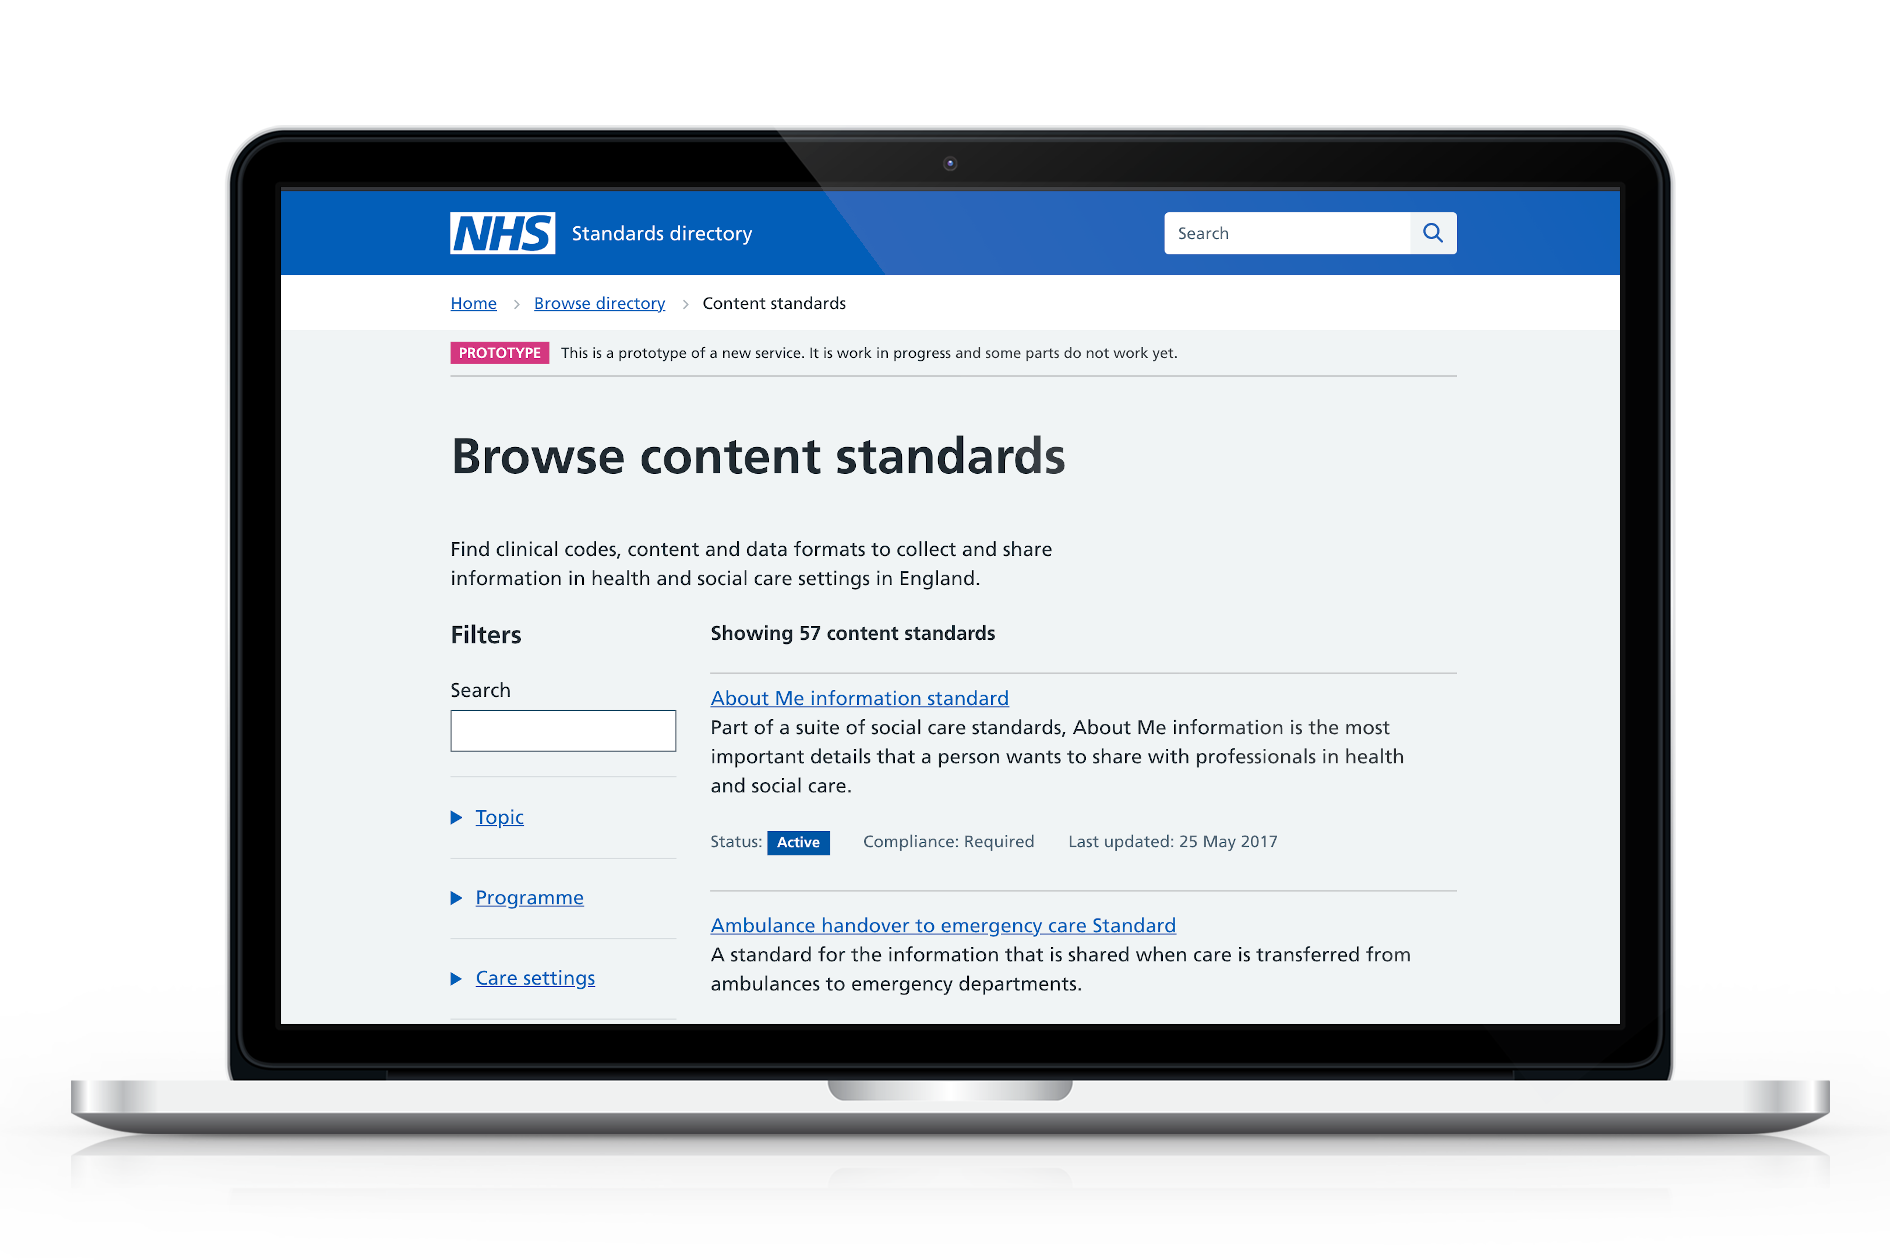 NHS Standards directory
Search
Home > Browse directory > Content standards
PROTOTYPE This is a prototype of a new service. It is work in progress and some parts do not work yet.
Browse content standards
Find clinical codes, content and data formats to collect and share
information in health and social care settings in England.
Filters
Search
Topic
Programme
Care settings
Showing 57 content standards
About Me information standard
Part of a suite of social care standards, About Me information is the most
important details that a person wants to share with professionals in health
and social care.
Status: Active Compliance: Required Last updated: 25 May 2017
Ambulance handover to emergency care Standard
A standard for the information that is shared when care is transferred from
ambulances to emergency departments.